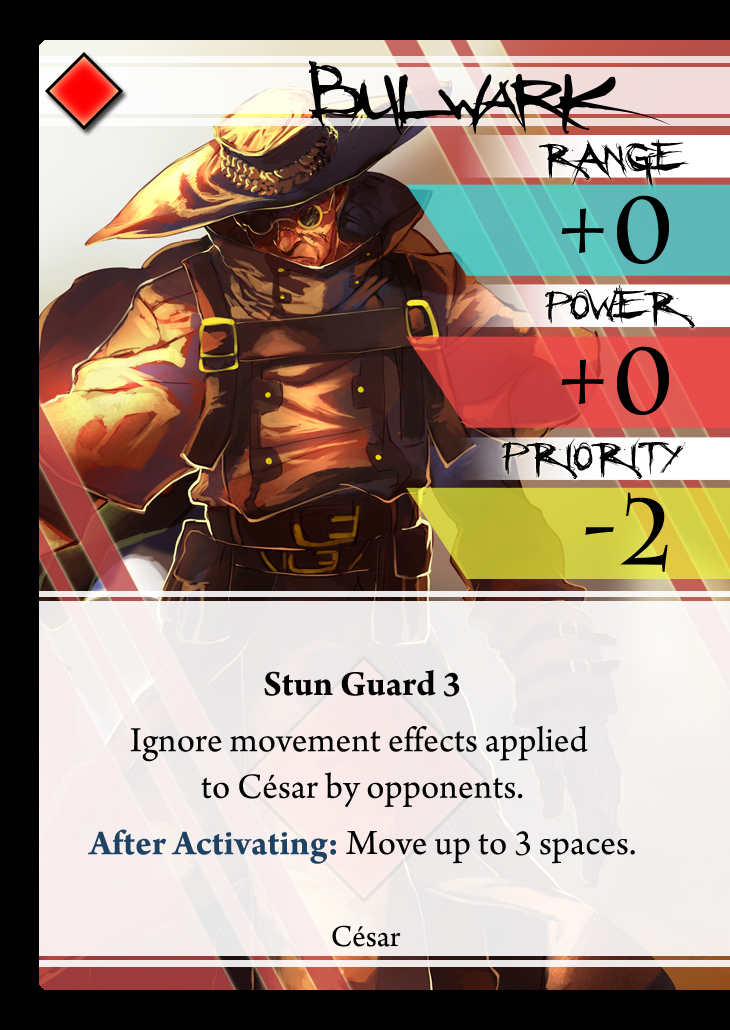 BULWARK
RANGE
+0
POWER
+0
PRIORITY
-2
Stun Guard 3
Ignore movement effects applied
to César by opponents.
After Activating: Move up to 3 spaces.
César